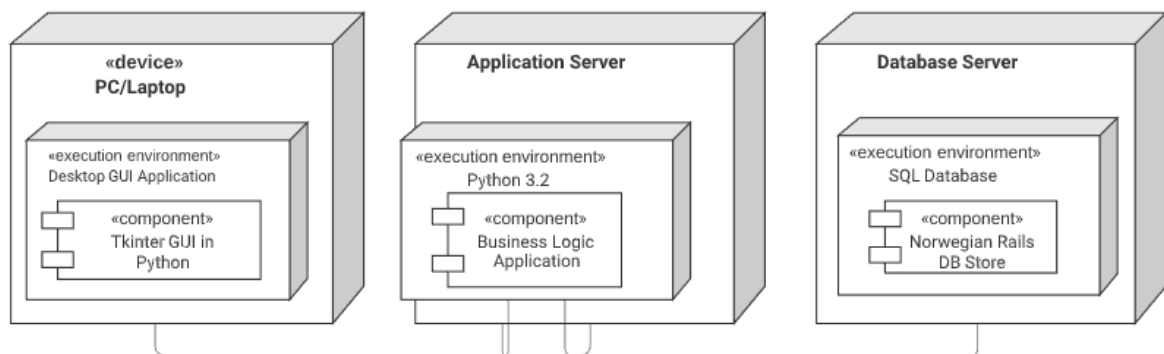 «device»
PC/Laptop
«execution environment»
Desktop GUI Application
«component»
Tkinter GUI in
Python
Application Server
«execution environment»
Python 3.2
«component»
Business Logic
Application
Database Server
«execution environment»
SQL Database
«component»
Norwegian Rails
DB Store